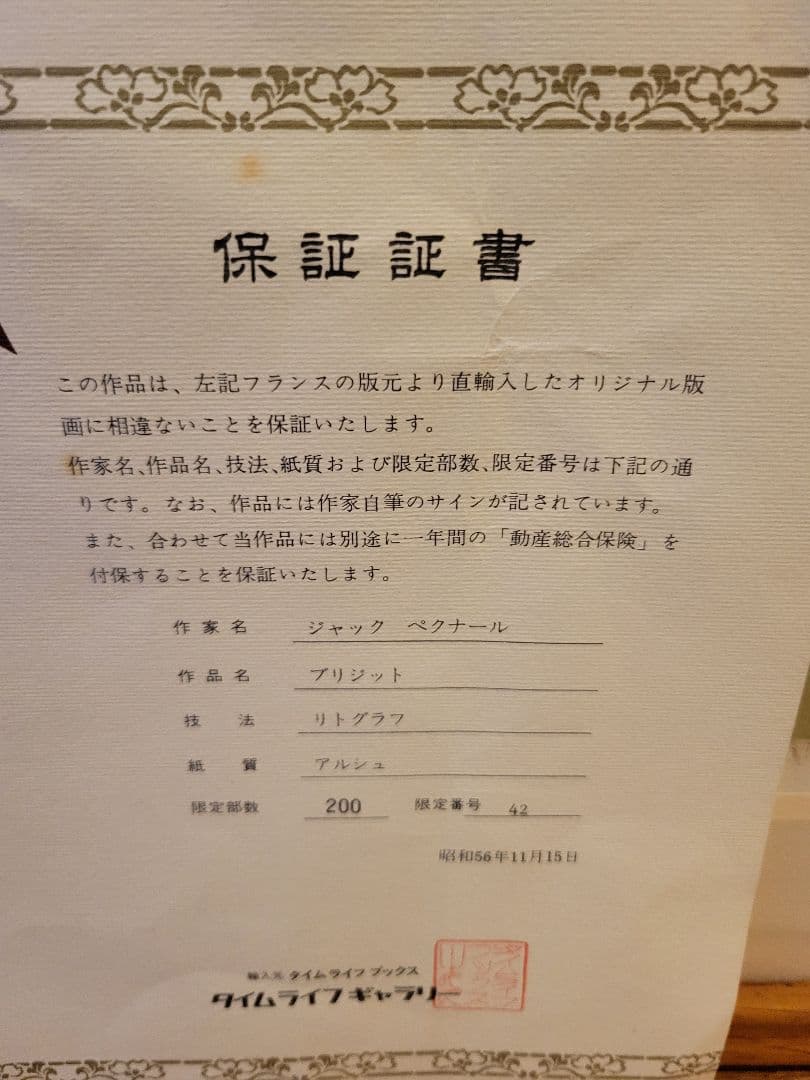 保証証書
この作品は、左記フランスの版元より直輸入したオリジナル版
画に相違ないことを保証いたします。
作家名、作品名、技法、紙質および限定部数、限定番号は下記の通
りです。なお、作品には作家自筆のサインが記されています。
また、合わせて当作品には別途に一年間の「動産総合保険」を
付保することを保証いたします。
作家名 ジャック ペクナール
作品名 ブリジット
技法 リトグラフ
紙質 アルシュ
限定部数 200 限定番号 42
昭和56年11月15日
輸入元 タイム ライフ ブックス
タイムライフ ギャラリー